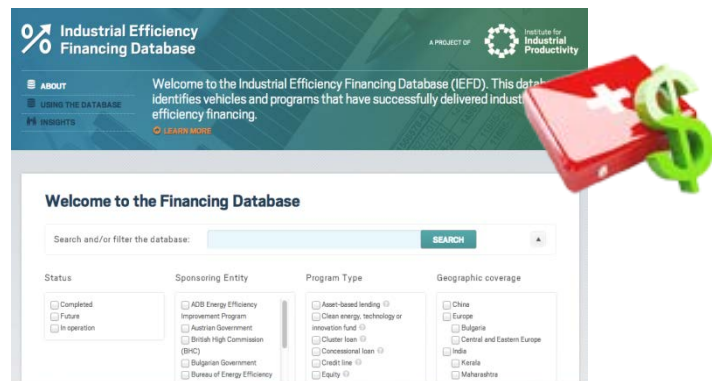 Industrial Efficiency
Financing Database
A PROJECT OF
Institute for
Industrial
Productivity
ABOUT
USING THE DATABASE
INSIGHTS
Welcome to the Industrial Efficiency Financing Database (IEFD). This
identifies vehicles and programs that have successfully delivered
efficiency financing.
LEARN MORE
Welcome to the Financing Database
Search and/or filter the database:
SEARCH
Status
Completed
Future
In operation
Sponsoring Entity
ADB Energy Efficiency
Improvement Program
Austrian Government
British High Commission
(BHC)
Bulgarian Government
Bureau of Energy Efficiency
Program Type
Asset-based lending
Clean energy, technology or
innovation fund
Cluster loan
Concessional loan
Credit line
Equity
Geographic coverage
China
Europe
Bulgaria
Central and Eastern Europe
India
Kerala
Maharashtra
$